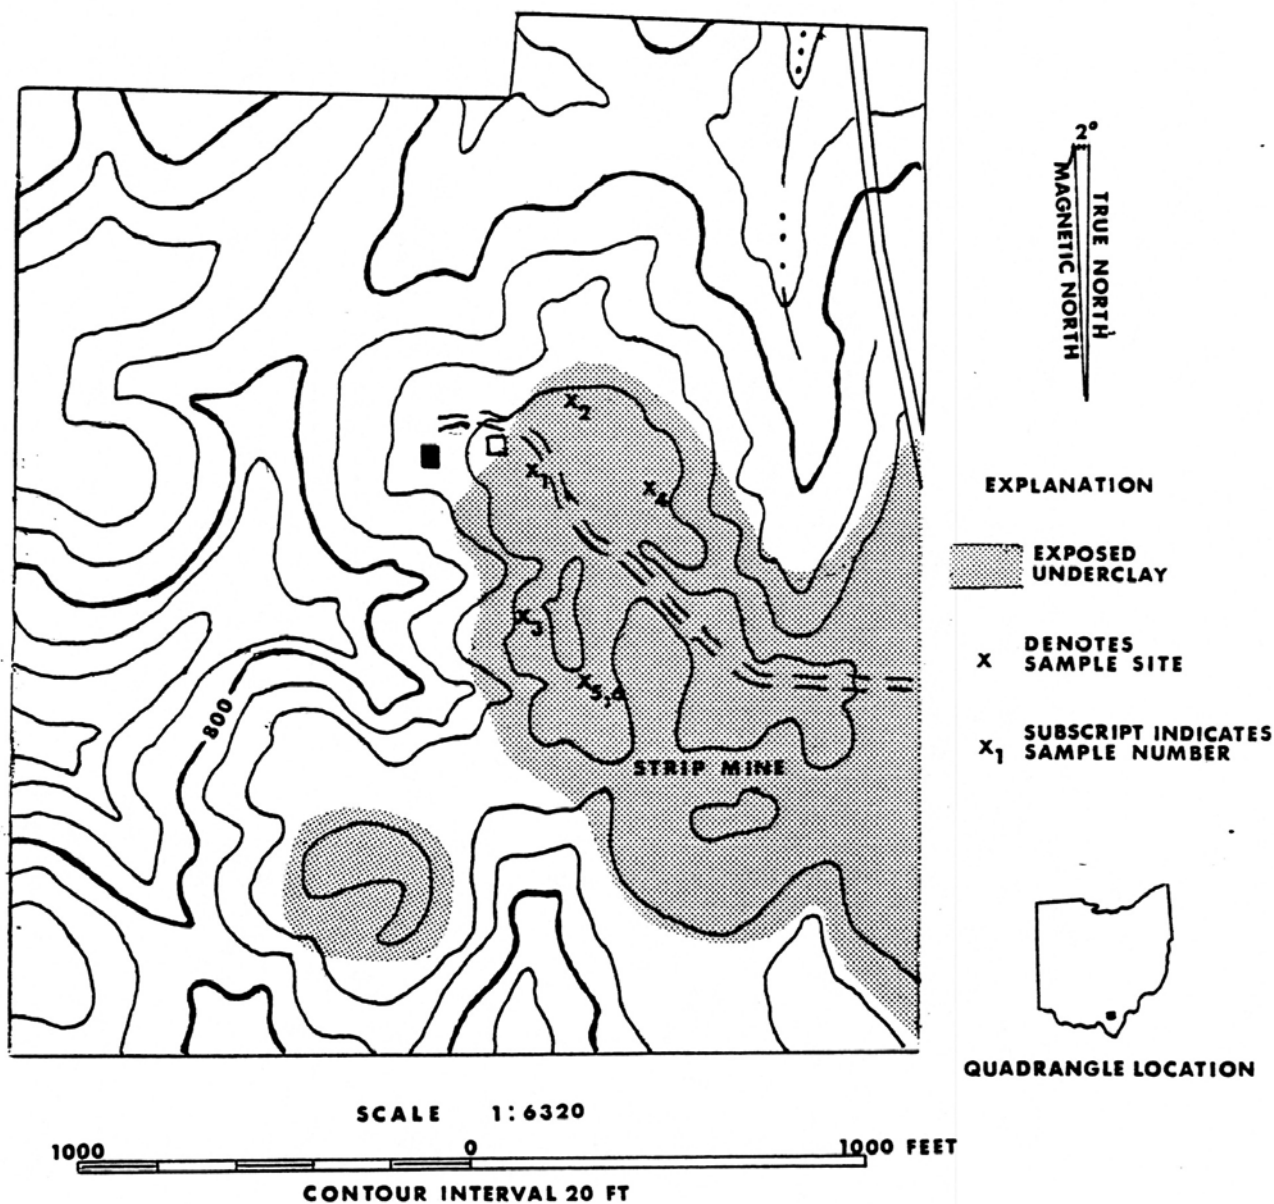 2°
MAGNETIC NORTH
TRUE NORTH
X2
X1
X4
X3
X5,6
800
STRIP MINE
EXPLANATION
EXPOSED
UNDERCLAY
X DENOTES
SAMPLE SITE
X1 SUBSCRIPT INDICATES
SAMPLE NUMBER
QUADRANGLE LOCATION
SCALE 1:6320
1000 0 1000 FEET
CONTOUR INTERVAL 20 FT